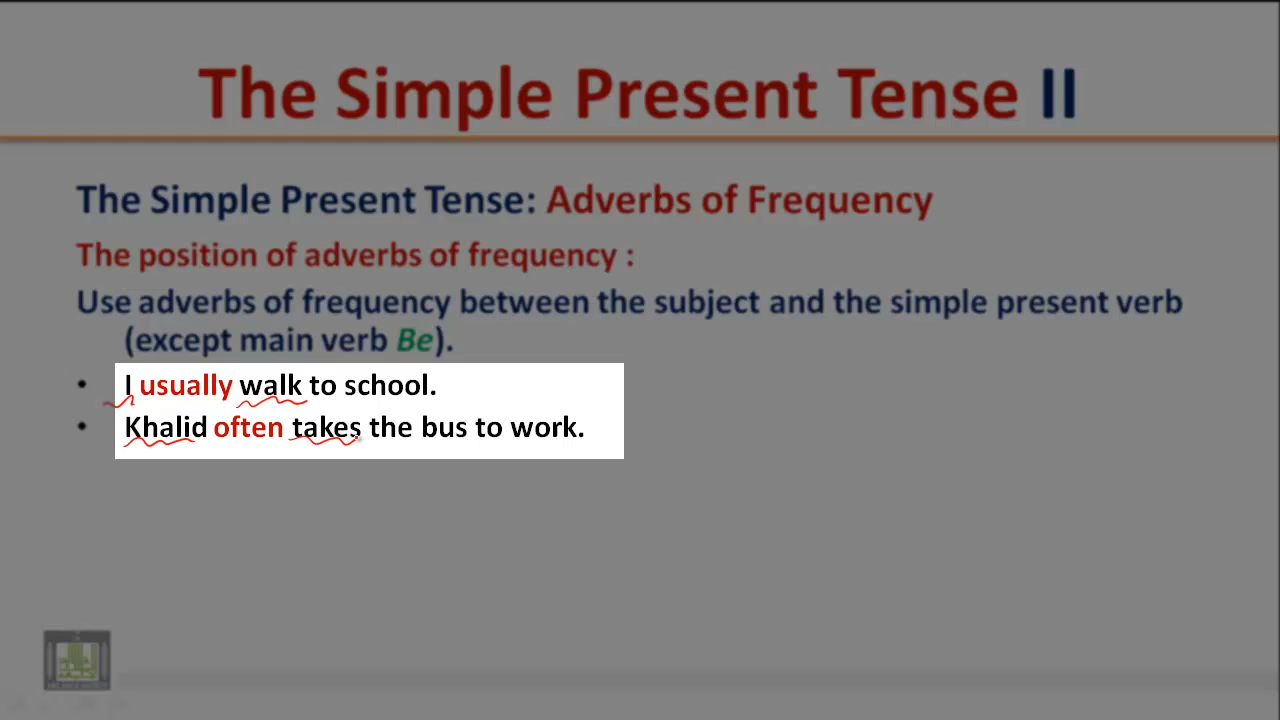 The Simple Present Tense II
The Simple Present Tense: Adverbs of Frequency
The position of adverbs of frequency :
Use adverbs of frequency between the subject and the simple present verb
(except main verb Be).
• I usually walk to school.
• Khalid often takes the bus to work.